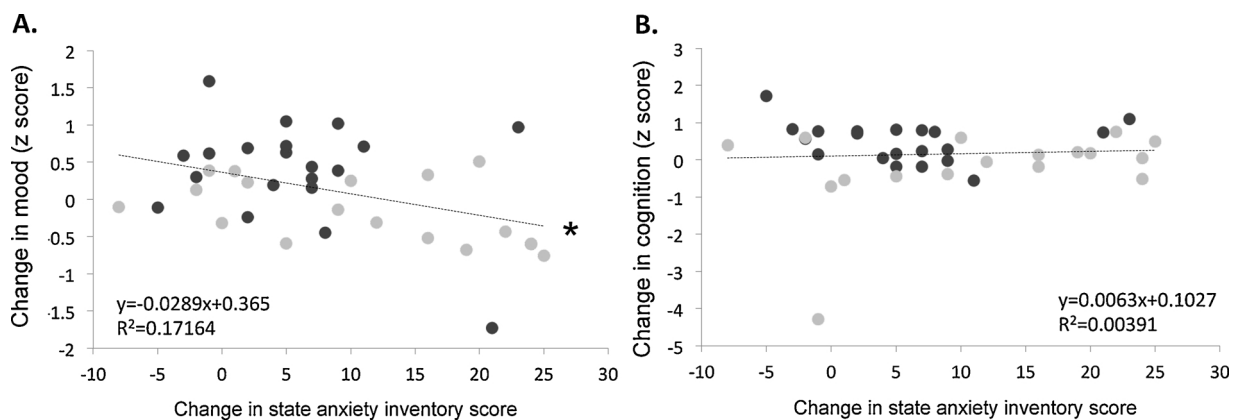 A.
Change in mood (z score)
2
1.5
1
0.5
0
-0.5
-1
-1.5
-2
*
y=-0.0289x+0.365
R²=0.17164
-10 -5 0 5 10 15 20 25 30
Change in state anxiety inventory score
B.
Change in cognition (z score)
3
2
1
0
-1
-2
-3
-4
-5
y=0.0063x+0.1027
R²=0.00391
-10 -5 0 5 10 15 20 25 30
Change in state anxiety inventory score